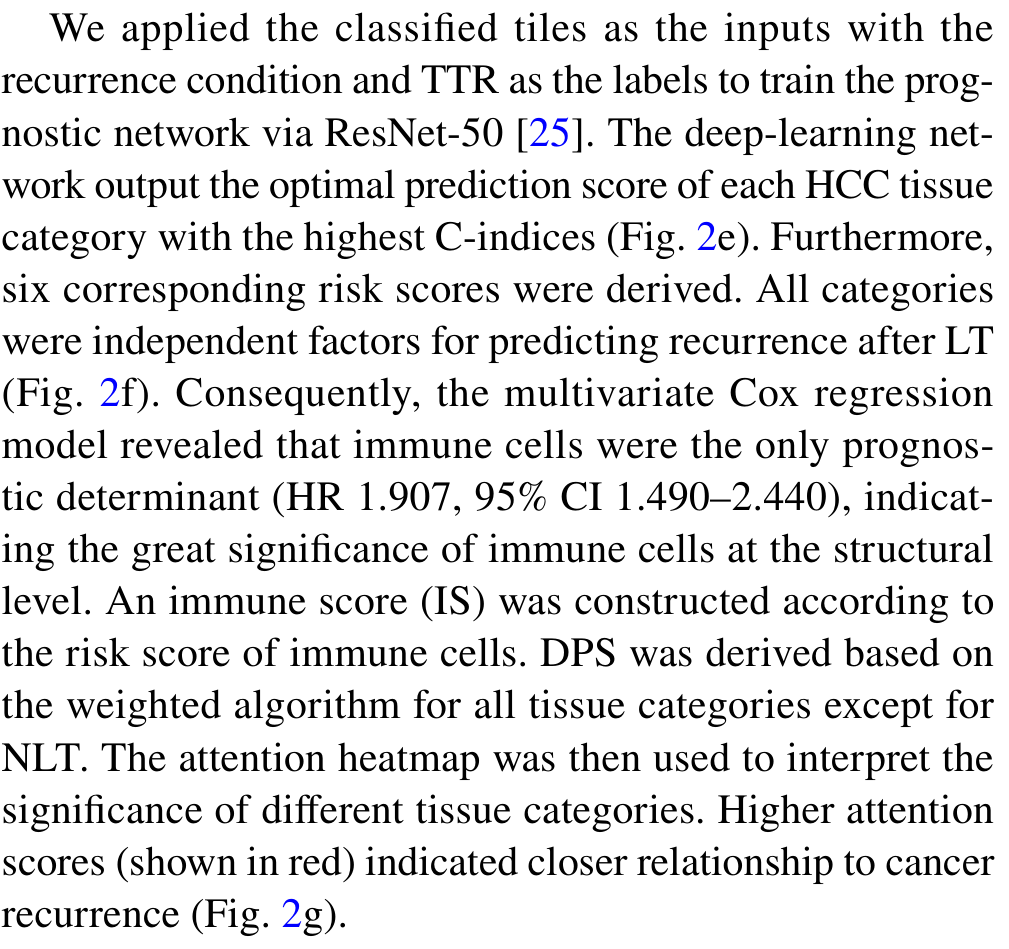 We applied the classified tiles as the inputs with the
recurrence condition and TTR as the labels to train the prog-
nostic network via ResNet-50 [25]. The deep-learning net-
work output the optimal prediction score of each HCC tissue
category with the highest C-indices (Fig. 2e). Furthermore,
six corresponding risk scores were derived. All categories
were independent factors for predicting recurrence after LT
(Fig. 2f). Consequently, the multivariate Cox regression
model revealed that immune cells were the only prognos-
tic determinant (HR 1.907, 95% CI 1.490–2.440), indicat-
ing the great significance of immune cells at the structural
level. An immune score (IS) was constructed according to
the risk score of immune cells. DPS was derived based on
the weighted algorithm for all tissue categories except for
NLT. The attention heatmap was then used to interpret the
significance of different tissue categories. Higher attention
scores (shown in red) indicated closer relationship to cancer
recurrence (Fig. 2g).